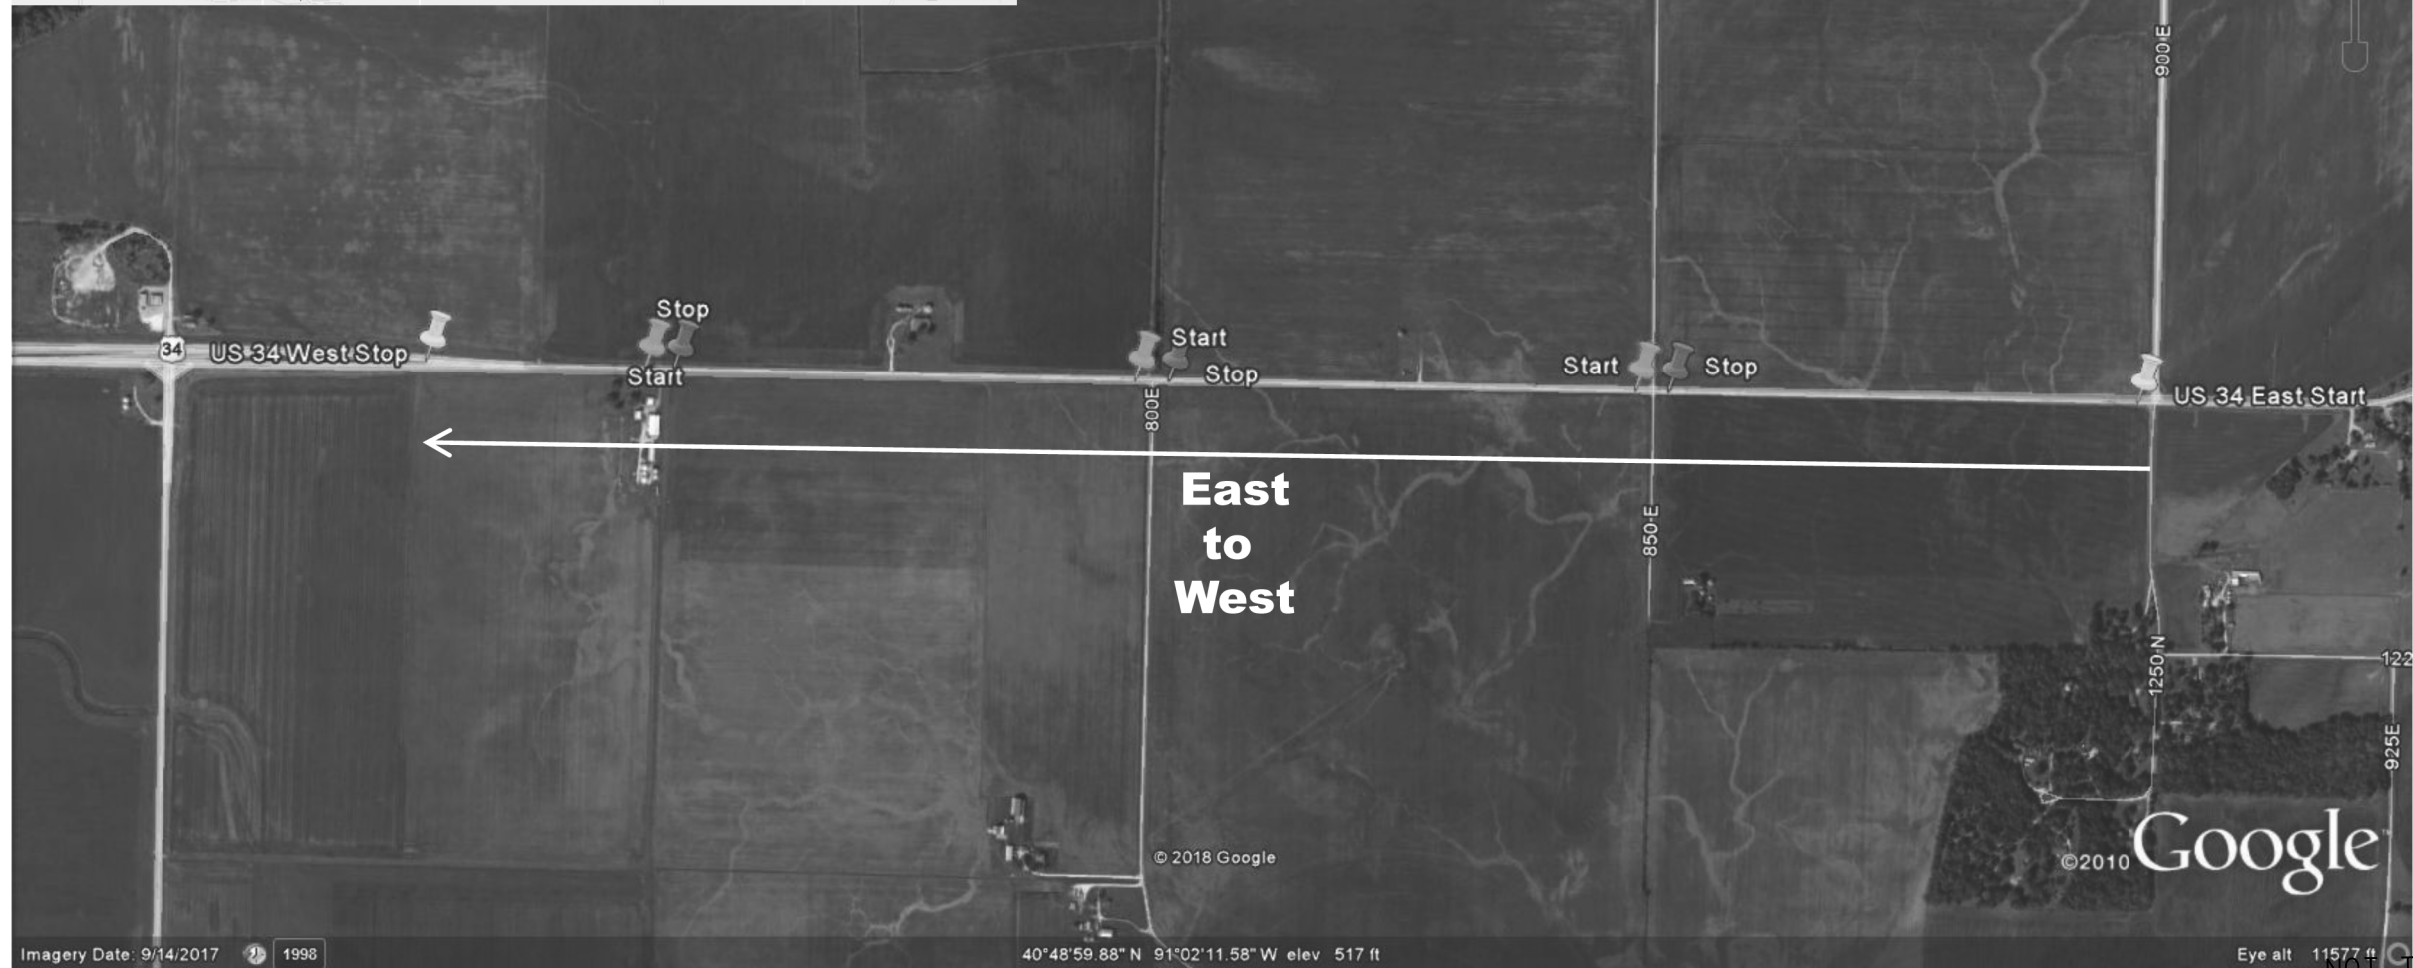 900 E
Stop
Start
34
US 34 West Stop
Start
Stop
Start
Stop
US 34 East Start
800E
East
to
West
850 E
1250 N
122
925E
© 2018 Google
©2010 Google
Imagery Date: 9/14/2017
1998
40°48'59.88" N 91°02'11.58" W elev 517 ft
Eye alt 11577 ft